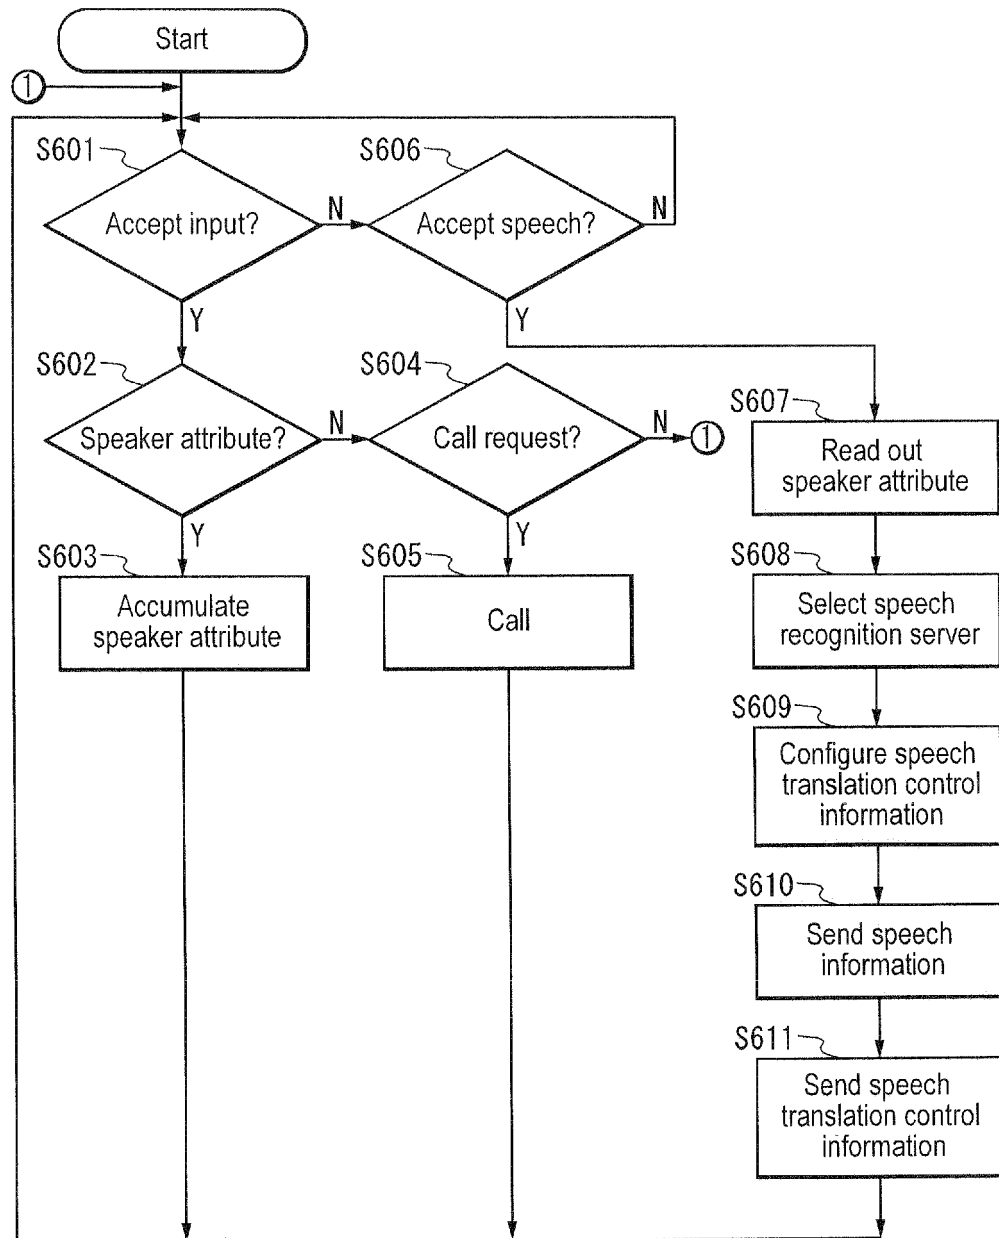 Start
1
S601
Accept input?
N
S606
Accept speech?
N
Y
Y
S602
Speaker attribute?
N
S604
Call request?
N
1
S607
Read out
speaker attribute
Y
Y
S603
Accumulate
speaker attribute
S605
Call
S608
Select speech
recognition server
S609
Configure speech
translation control
information
S610
Send speech
information
S611
Send speech
translation control
information